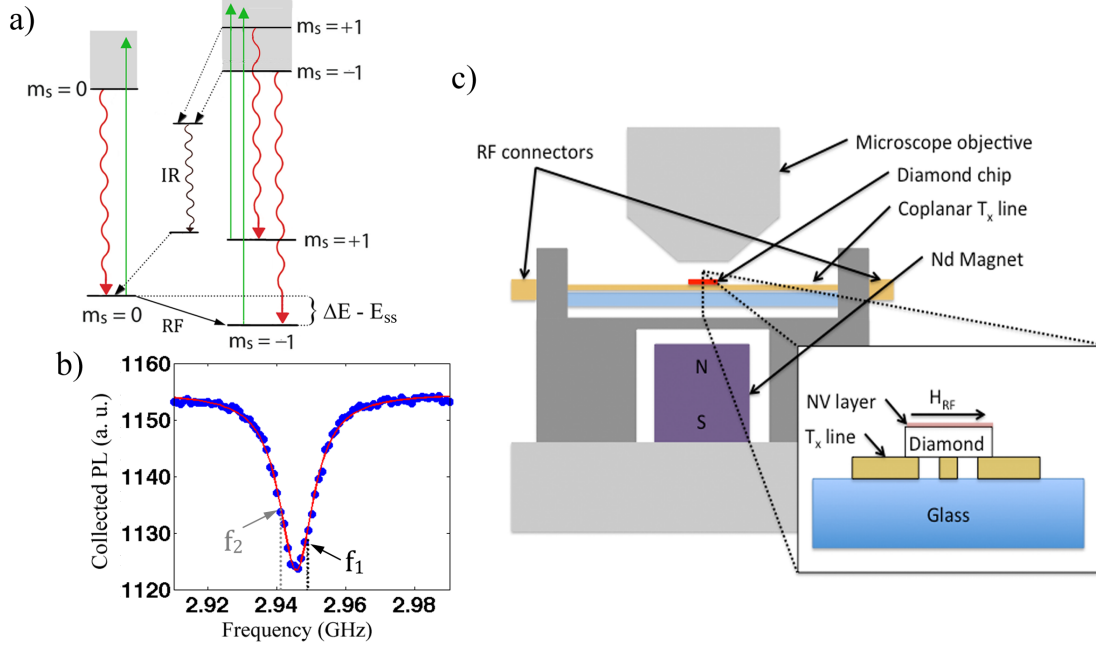 a)
mₛ = +1
mₛ = −1
mₛ = 0
IR
mₛ = +1
mₛ = 0
RF
mₛ = −1
ΔE - Eₛₛ
b)
1160
1150
1140
1130
1120
Collected PL (a. u.)
f₂
f₁
2.92
2.94
2.96
2.98
Frequency (GHz)
c)
RF connectors
Microscope objective
Diamond chip
Coplanar Tₓ line
Nd Magnet
N
S
NV layer
H_RF
Tₓ line
Diamond
Glass